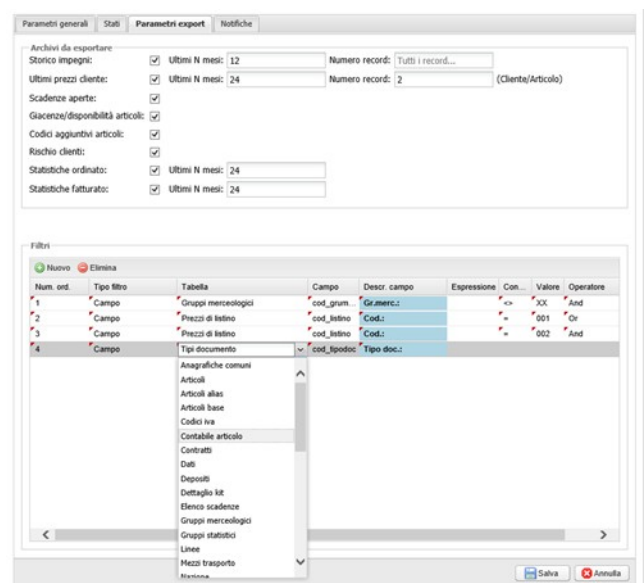 Parametri generali Stati Parametri export Notifiche
Archivi da esportare
Storico impegni: Ultimi N mesi: 12 Numero record: Tutti i record...
Ultimi prezzi cliente: Ultimi N mesi: 24 Numero record: 2 (Cliente/Articolo)
Scadenze aperte:
Giacenze/disponibilità articoli:
Codici aggiuntivi articoli:
Rischio clienti:
Statistiche ordinato: Ultimi N mesi: 24
Statistiche fatturato: Ultimi N mesi: 24
Filtri
Nuovo Elimina
Num. ord. Tipo filtro Tabella Campo Descr. campo Espressione Con... Valore Operatore
1 Campo Gruppi merceologici cod_grum... Gr.merc.: <> XX And
2 Campo Prezzi di listino cod_listino Cod.: = 001 Or
3 Campo Prezzi di listino cod_listino Cod.: = 002 And
4 Campo Tipi documento cod_tipodoc Tipo doc.:
Anagrafiche comuni
Articoli
Articoli alias
Articoli base
Codici iva
Contabile articolo
Contratti
Dati
Depositi
Dettaglio kit
Elenco scadenze
Gruppi merceologici
Gruppi statistici
Linee
Mezzi trasporto
Nazione
Salva Annulla